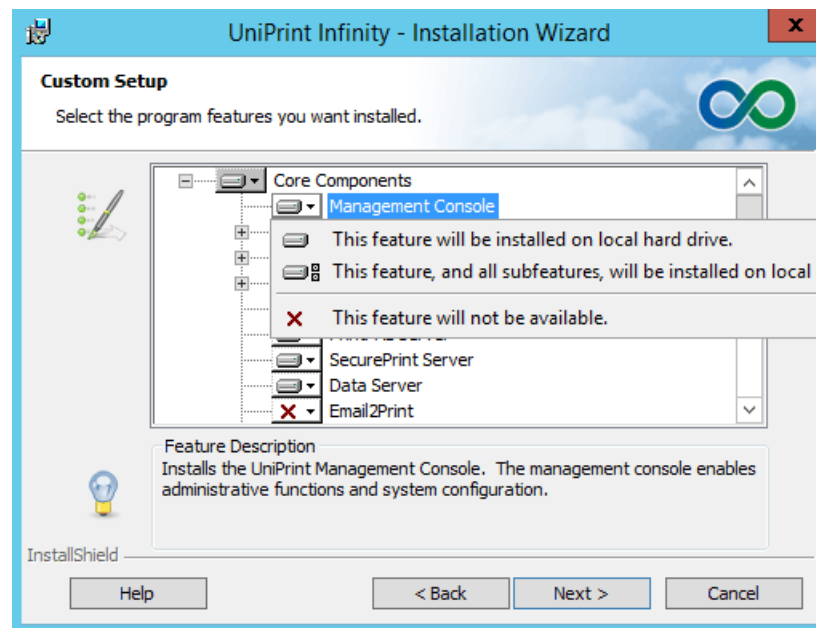 UniPrint Infinity - Installation Wizard
x
Custom Setup
Select the program features you want installed.
Core Components
Management Console
This feature will be installed on local hard drive.
This feature, and all subfeatures, will be installed on local
This feature will not be available.
SecurePrint Server
Data Server
Email2Print
Feature Description
Installs the UniPrint Management Console. The management console enables
administrative functions and system configuration.
InstallShield
Help
< Back
Next >
Cancel